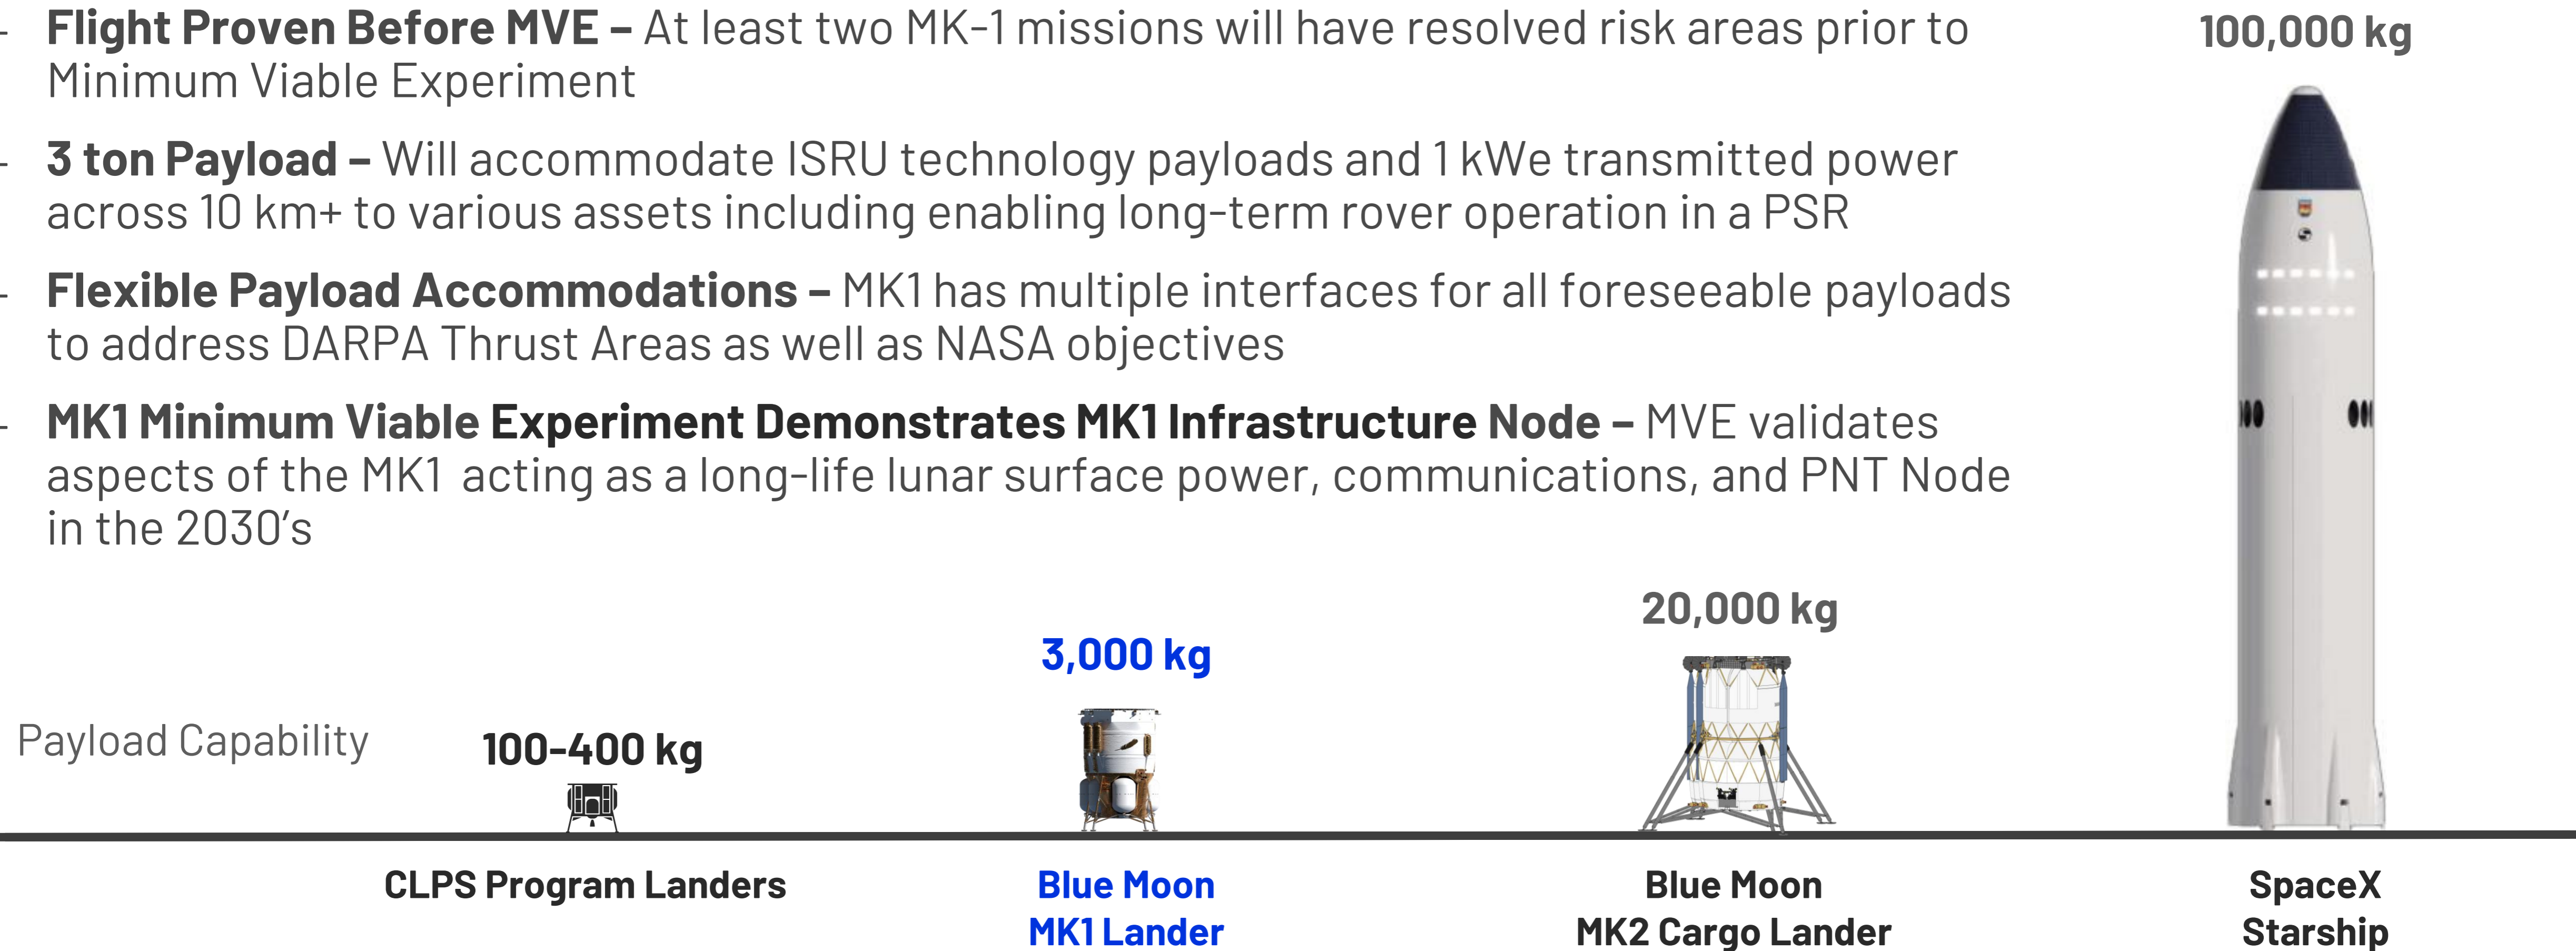 - Flight Proven Before MVE – At least two MK-1 missions will have resolved risk areas prior to
Minimum Viable Experiment
- 3 ton Payload – Will accommodate ISRU technology payloads and 1 kWe transmitted power
across 10 km+ to various assets including enabling long-term rover operation in a PSR
- Flexible Payload Accommodations – MK1 has multiple interfaces for all foreseeable payloads
to address DARPA Thrust Areas as well as NASA objectives
- MK1 Minimum Viable Experiment Demonstrates MK1 Infrastructure Node – MVE validates
aspects of the MK1 acting as a long-life lunar surface power, communications, and PNT Node
in the 2030’s
100,000 kg
20,000 kg
3,000 kg
Payload Capability
100-400 kg
CLPS Program Landers
Blue Moon
MK1 Lander
Blue Moon
MK2 Cargo Lander
SpaceX
Starship